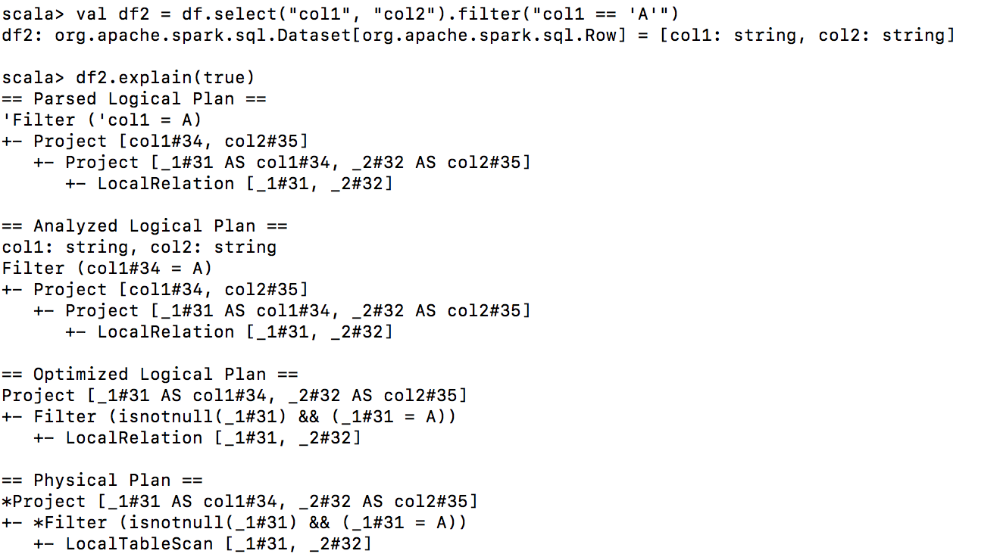 scala> val df2 = df.select("col1", "col2").filter("col1 == 'A'")
df2: org.apache.spark.sql.Dataset[org.apache.spark.sql.Row] = [col1: string, col2: string]

scala> df2.explain(true)
== Parsed Logical Plan ==
'Filter ('col1 = A)
+- Project [col1#34, col2#35]
   +- Project [_1#31 AS col1#34, _2#32 AS col2#35]
      +- LocalRelation [_1#31, _2#32]

== Analyzed Logical Plan ==
col1: string, col2: string
Filter (col1#34 = A)
+- Project [col1#34, col2#35]
   +- Project [_1#31 AS col1#34, _2#32 AS col2#35]
      +- LocalRelation [_1#31, _2#32]

== Optimized Logical Plan ==
Project [_1#31 AS col1#34, _2#32 AS col2#35]
+- Filter (isnotnull(_1#31) && (_1#31 = A))
   +- LocalRelation [_1#31, _2#32]

== Physical Plan ==
*Project [_1#31 AS col1#34, _2#32 AS col2#35]
+- *Filter (isnotnull(_1#31) && (_1#31 = A))
   +- LocalTableScan [_1#31, _2#32]